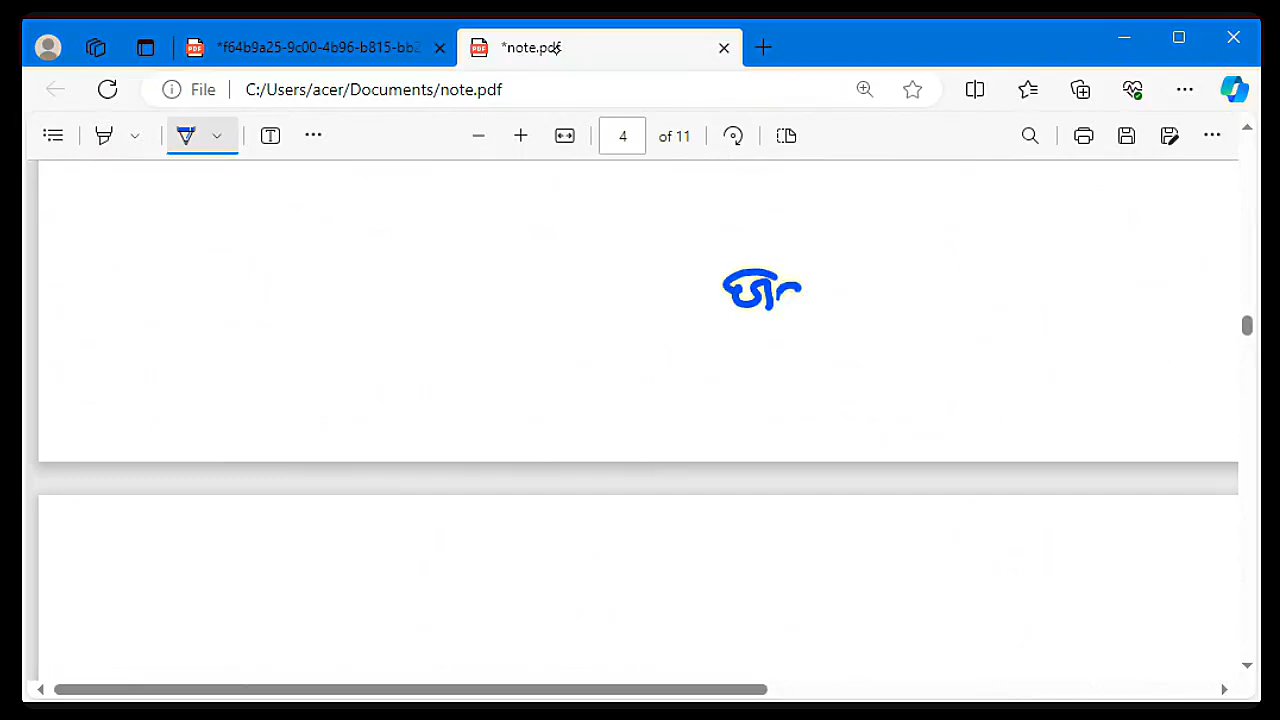 *f64b9a25-9c00-4b96-b815-bb2
*note.pdf
File
C:/Users/acer/Documents/note.pdf
4 of 11